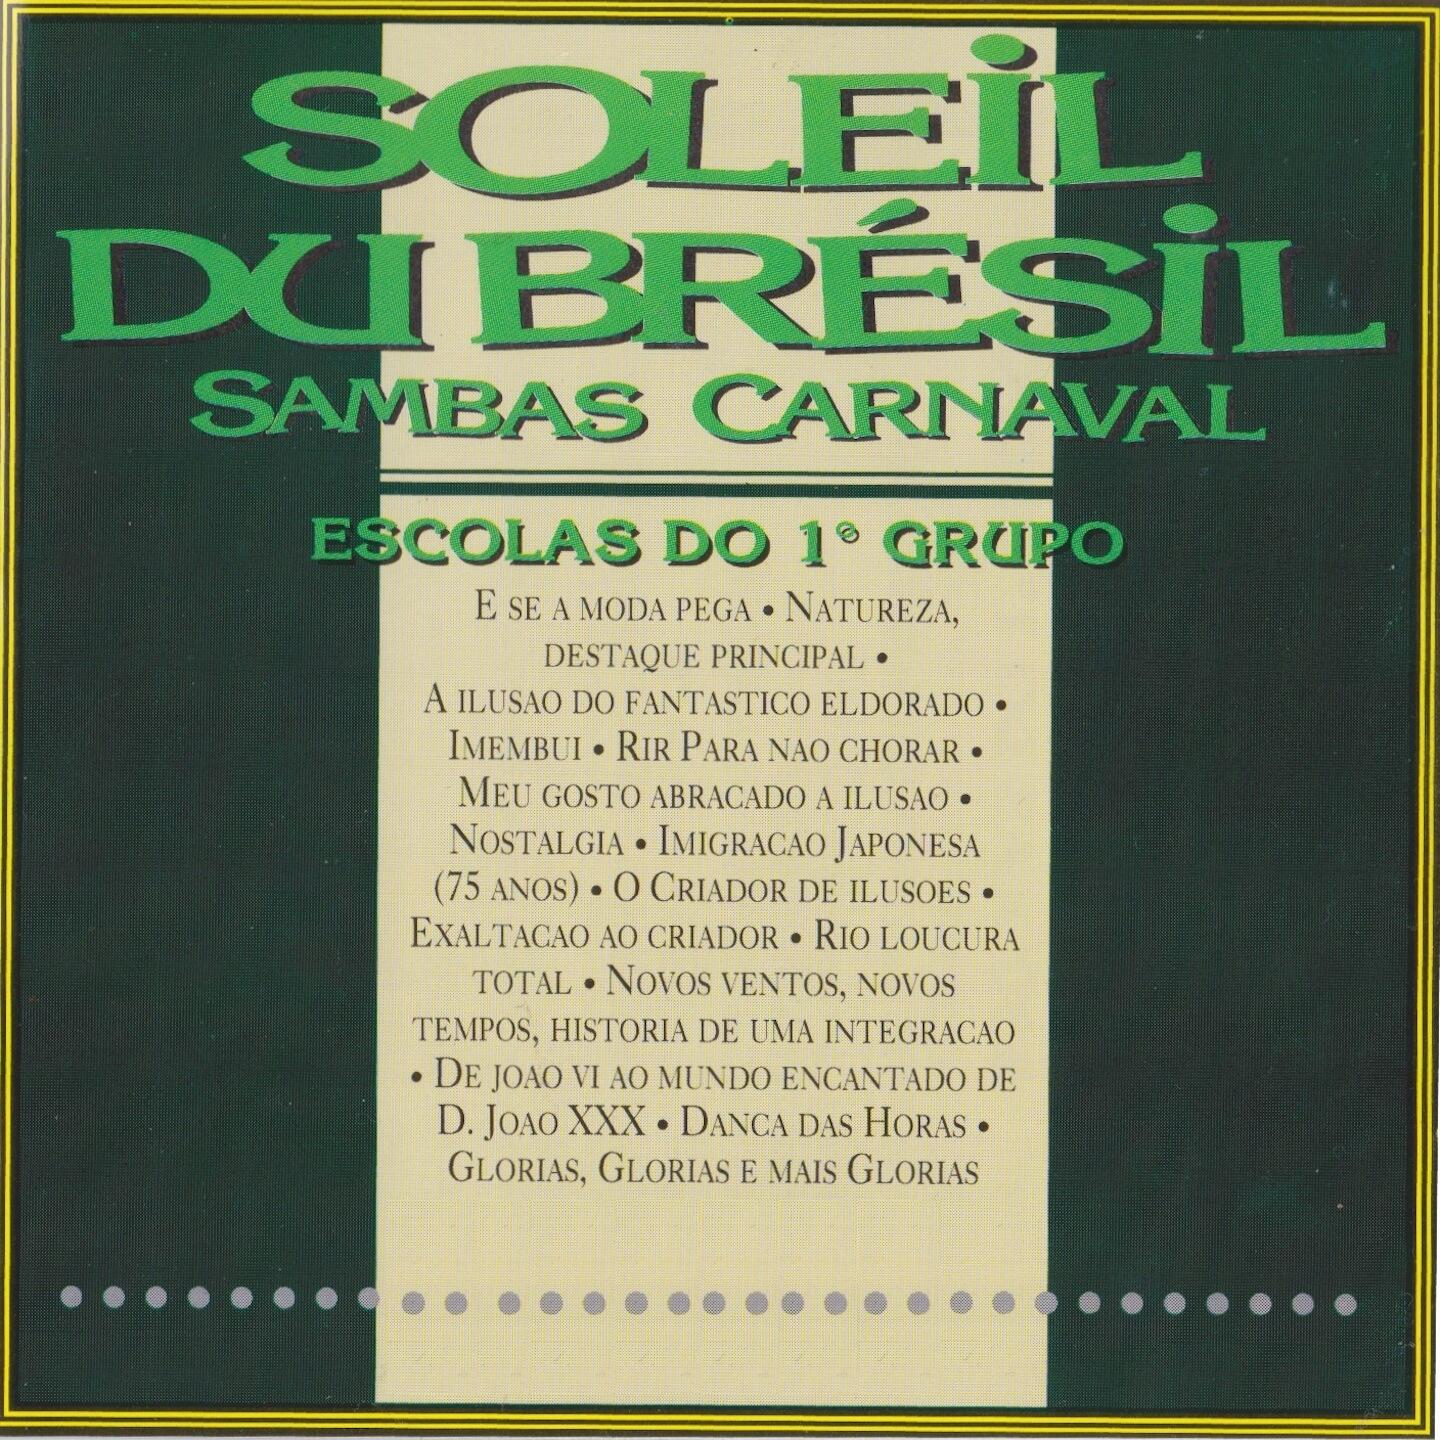 SOLEIL
DU BRÉSIL
SAMBAS CARNAVAL
ESCOLAS DO 1º GRUPO
E SE A MODA PEGA • NATUREZA,
DESTAQUE PRINCIPAL •
A ILUSAO DO FANTASTICO ELDORADO •
IMEMBUI • RIR PARA NAO CHORAR •
MEU GOSTO ABRACADO A ILUSAO •
NOSTALGIA • IMIGRACAO JAPONESA
(75 ANOS) • O CRIADOR DE ILUSOES •
EXALTACAO AO CRIADOR • RIO LOUCURA
TOTAL • NOVOS VENTOS, NOVOS
TEMPOS, HISTORIA DE UMA INTEGRACAO
• DE JOAO VI AO MUNDO ENCANTADO DE
D. JOAO XXX • DANCA DAS HORAS •
GLORIAS, GLORIAS E MAIS GLORIAS